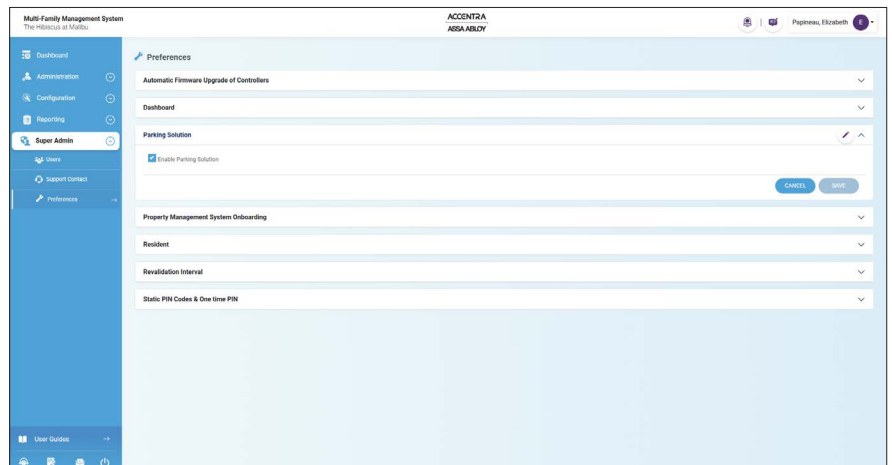 Multi-Family Management System
The Hibiscus at Malibu
ACCENTRA
ASSA ABLOY
Papineau, Elizabeth
E
Dashboard
Administration
Configuration
Reporting
Super Admin
Users
Support Contact
Preferences
User Guides
Preferences
Automatic Firmware Upgrade of Controllers
Dashboard
Parking Solution
Enable Parking Solution
CANCEL
SAVE
Property Management System Onboarding
Resident
Revalidation Interval
Static PIN Codes & One time PIN